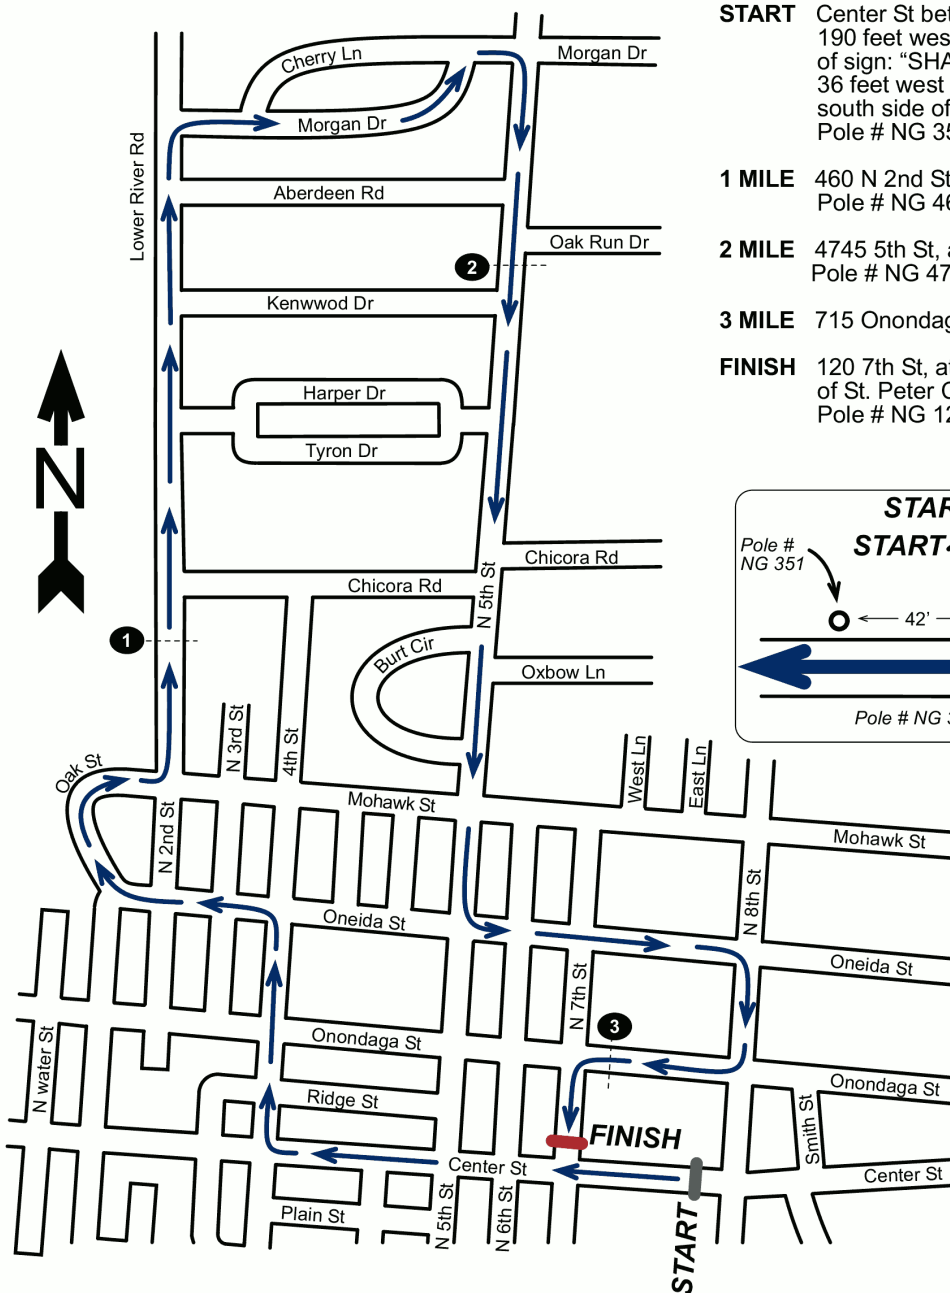 START Center St bef
190 feet wes
of sign: “SHA
36 feet west
south side of
Pole # NG 35
1 MILE 460 N 2nd St
Pole # NG 46
2 MILE 4745 5th St, a
Pole # NG 47
3 MILE 715 Onondag
FINISH 120 7th St, at
of St. Peter C
Pole # NG 12
Cherry Ln
Morgan Dr
Morgan Dr
Lower River Rd
Aberdeen Rd
Oak Run Dr
2
Kenwwod Dr
Harper Dr
Tyron Dr
N
STAR
START
Pole #
NG 351
42’
Pole # NG 3
Chicora Rd
Chicora Rd
N 5th St
1
Burt Cir
Oxbow Ln
N 3rd St
4th St
West Ln
East Ln
Oak St
Mohawk St
Mohawk St
N 2nd St
N 8th St
Oneida St
Oneida St
N 7th St
3
N water St
Onondaga St
Onondaga St
Ridge St
Smith St
FINISH
Center St
Center St
Plain St
N 5th St
N 6th St
START